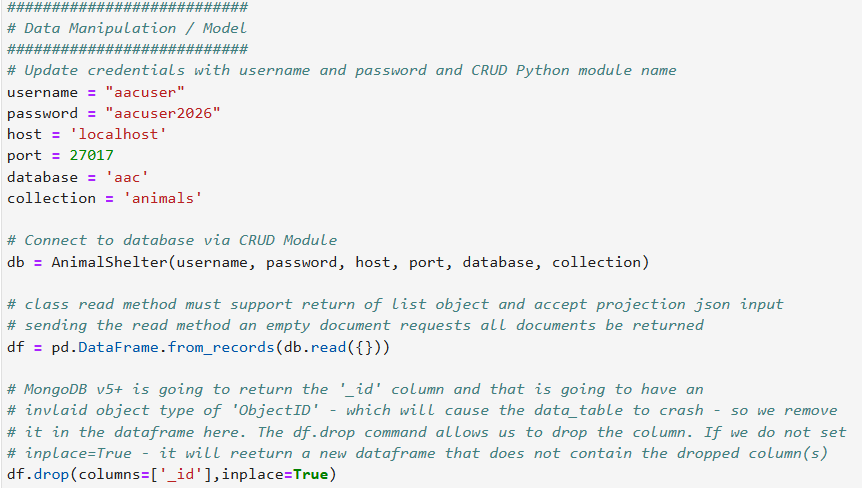 ###########################
# Data Manipulation / Model
###########################
# Update credentials with username and password and CRUD Python module name
username = "aacuser"
password = "aacuser2026"
host = 'localhost'
port = 27017
database = 'aac'
collection = 'animals'
# Connect to database via CRUD Module
db = AnimalShelter(username, password, host, port, database, collection)
# class read method must support return of list object and accept projection json input
# sending the read method an empty document requests all documents be returned
df = pd.DataFrame.from_records(db.read({}))
# MongoDB v5+ is going to return the '_id' column and that is going to have an
# invlaid object type of 'ObjectID' - which will cause the data_table to crash - so we remove
# it in the dataframe here. The df.drop command allows us to drop the column. If we do not set
# inplace=True - it will reeturn a new dataframe that does not contain the dropped column(s)
df.drop(columns=['_id'],inplace=True)